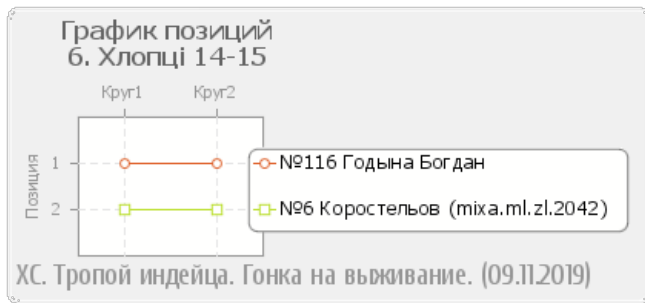 График позиций
6. Хлопці 14-15
Круг1 Круг2
Позиция
1
2
№116 Годына Богдан
№6 Коростельов (mixa.ml.zl.2042)
ХС. Тропой индейца. Гонка на выживание. (09.11.2019)